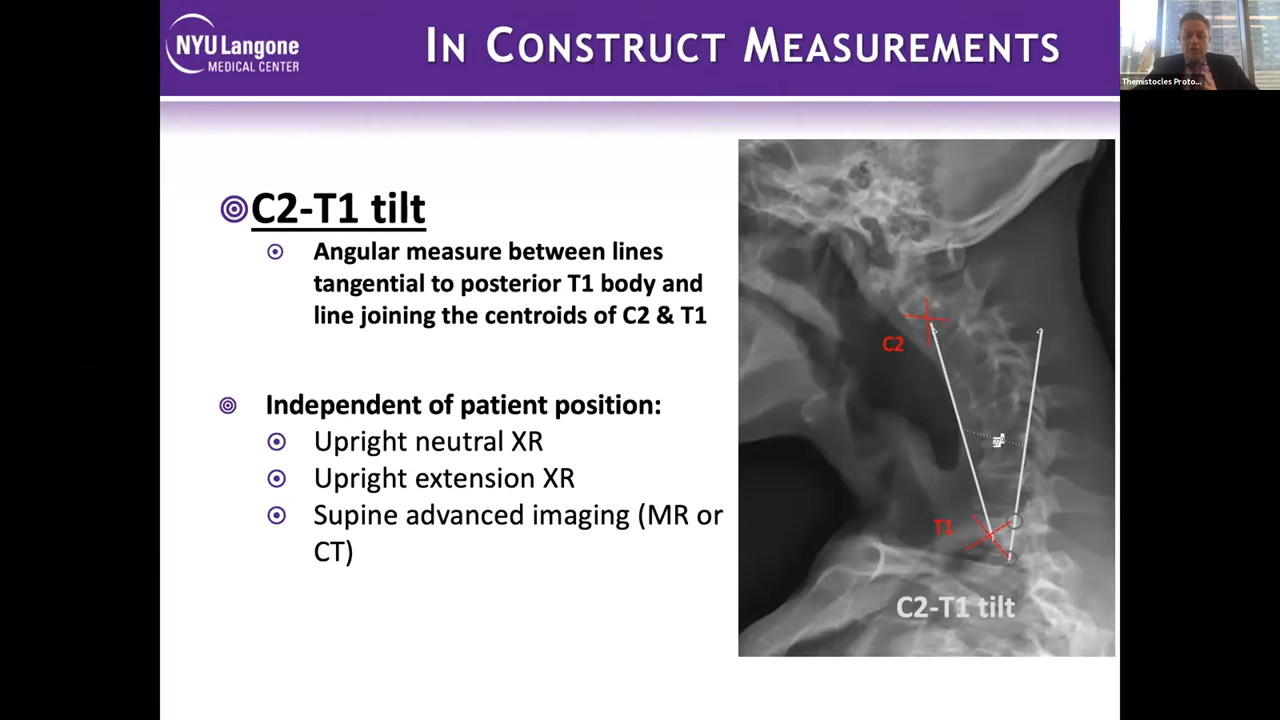 NYU Langone
MEDICAL CENTER
IN CONSTRUCT MEASUREMENTS
Themistocles Proto...
C2-T1 tilt
Angular measure between lines
tangential to posterior T1 body and
line joining the centroids of C2 & T1
Independent of patient position:
Upright neutral XR
Upright extension XR
Supine advanced imaging (MR or
CT)
C2
T1
C2-T1 tilt